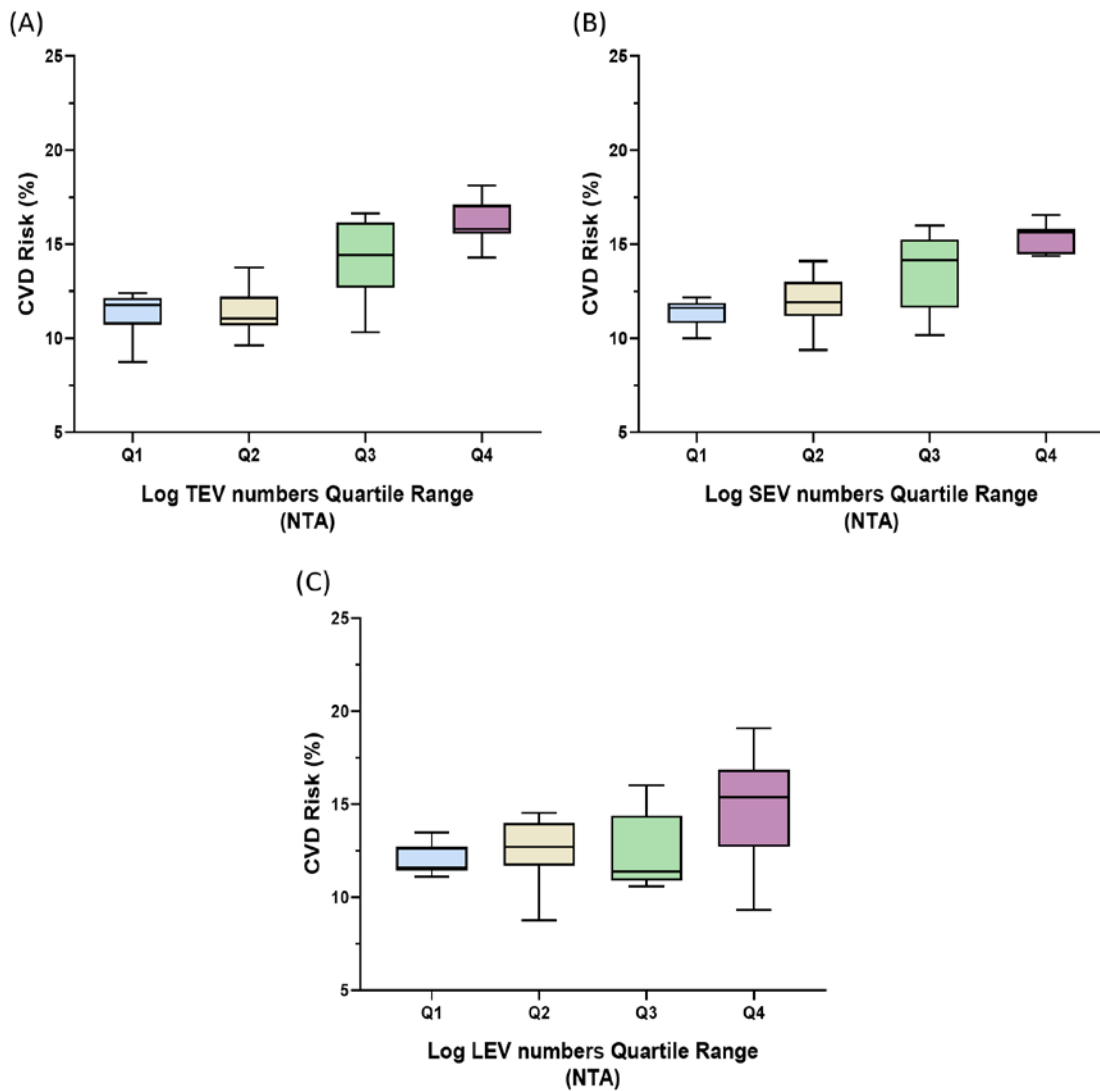 (A)
25
20
15
10
5
CVD Risk (%)
Q1 Q2 Q3 Q4
Log TEV numbers Quartile Range
(NTA)
(B)
25
20
15
10
5
CVD Risk (%)
Q1 Q2 Q3 Q4
Log SEV numbers Quartile Range
(NTA)
(C)
25
20
15
10
5
CVD Risk (%)
Q1 Q2 Q3 Q4
Log LEV numbers Quartile Range
(NTA)